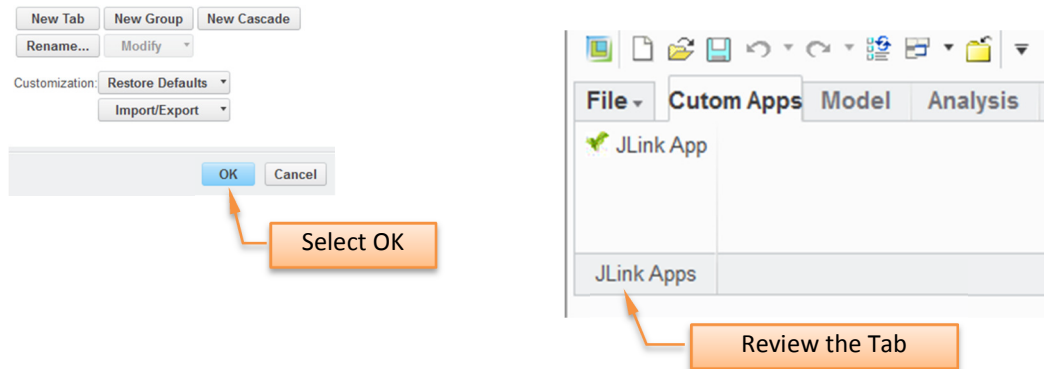 New Tab New Group New Cascade
Rename... Modify
Customization: Restore Defaults
Import/Export
OK Cancel
Select OK
File Cutom Apps Model Analysis
JLink App
JLink Apps
Review the Tab